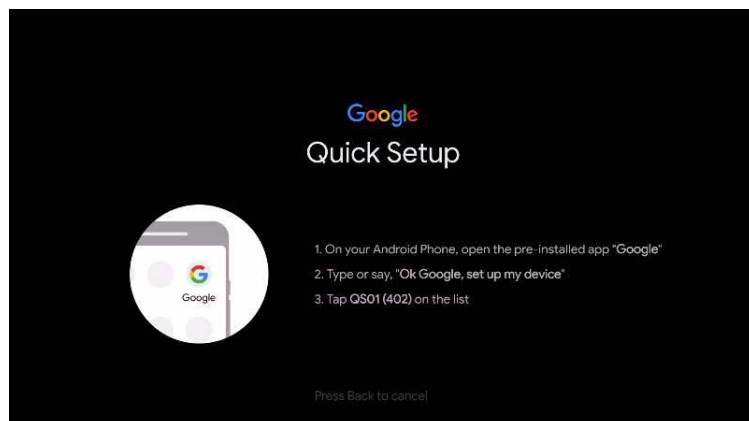 Google
Quick Setup
1. On your Android Phone, open the pre-installed app "Google"
2. Type or say, "Ok Google, set up my device"
3. Tap QS01 (402) on the list
Google
Press Back to cancel